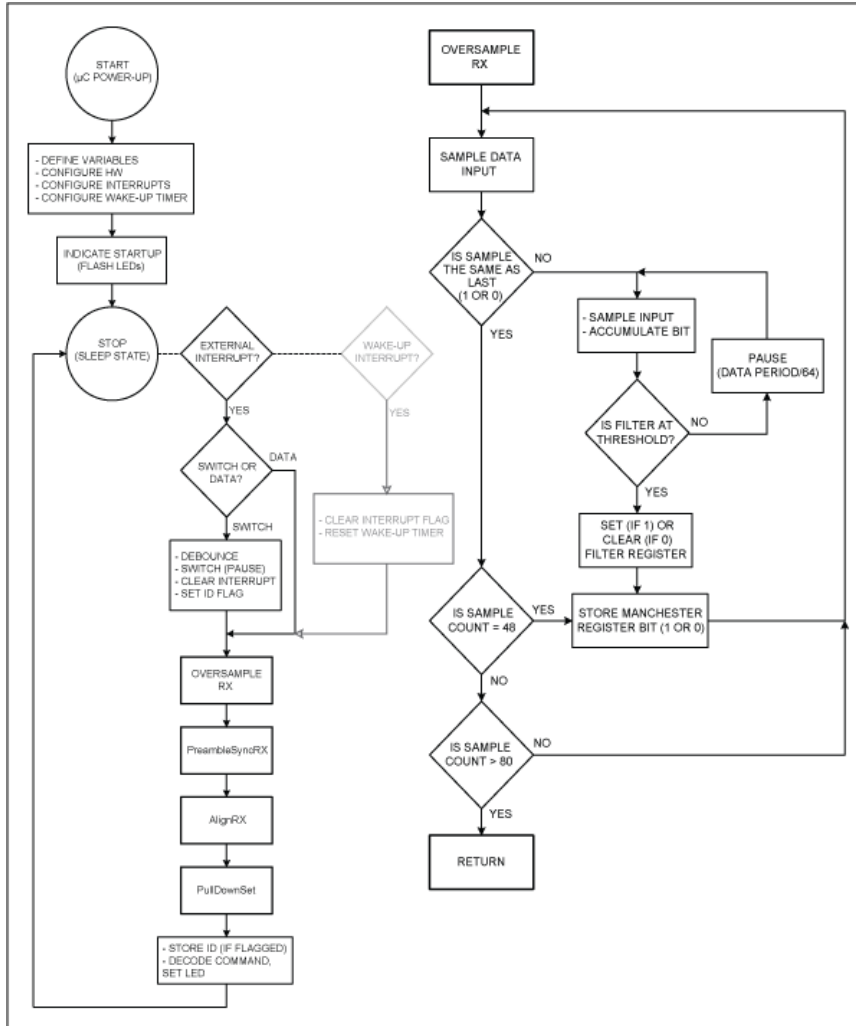 START
(µC POWER-UP)
- DEFINE VARIABLES
- CONFIGURE HW
- CONFIGURE INTERRUPTS
- CONFIGURE WAKE-UP TIMER
INDICATE STARTUP
(FLASH LEDs)
STOP
(SLEEP STATE)
EXTERNAL
INTERRUPT?
WAKE-UP
INTERRUPT?
YES
YES
SWITCH OR
DATA?
DATA
SWITCH
- CLEAR INTERRUPT FLAG
- RESET WAKE-UP TIMER
- DEBOUNCE
- SWITCH (PAUSE)
- CLEAR INTERRUPT
- SET ID FLAG
OVERSAMPLE
RX
PreambleSyncRX
AlignRX
PullDownSet
- STORE ID (IF FLAGGED)
- DECODE COMMAND,
SET LED
OVERSAMPLE
RX
SAMPLE DATA
INPUT
IS SAMPLE
THE SAME AS
LAST
(1 OR 0)
NO
YES
- SAMPLE INPUT
- ACCUMULATE BIT
PAUSE
(DATA PERIOD/64)
IS FILTER AT
THRESHOLD?
NO
YES
SET (IF 1) OR
CLEAR (IF 0)
FILTER REGISTER
IS SAMPLE
COUNT = 48
YES
STORE MANCHESTER
REGISTER BIT (1 OR 0)
NO
IS SAMPLE
COUNT > 80
NO
YES
RETURN